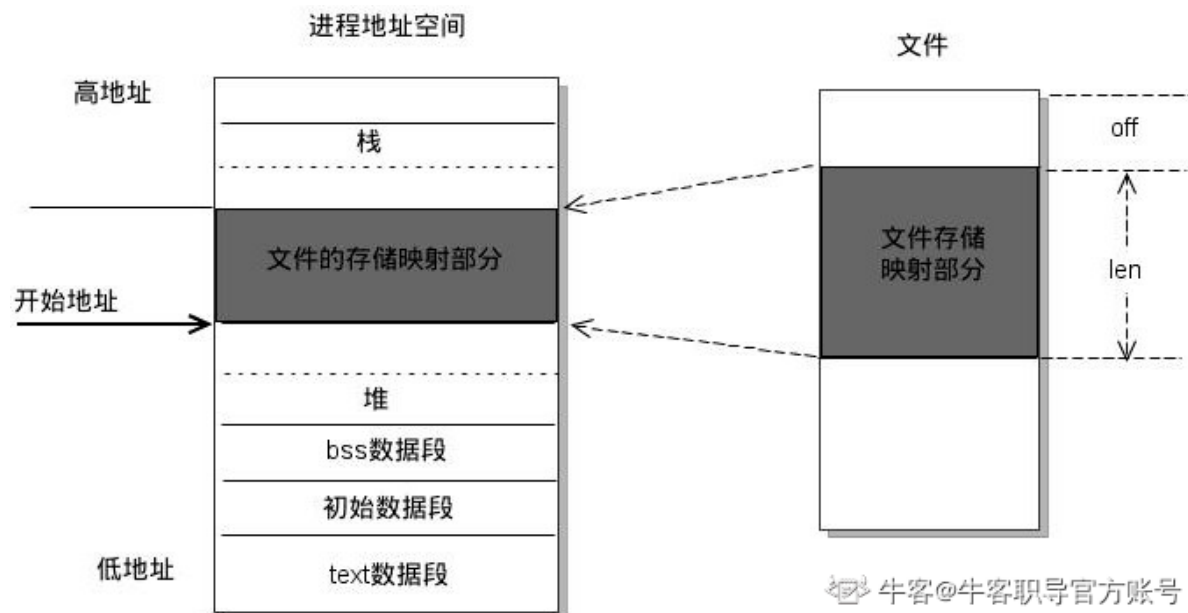 进程地址空间
文件
高地址
off
栈
文件的存储映射部分
文件存储
映射部分
len
开始地址
堆
bss数据段
初始数据段
低地址
text数据段
牛客@牛客职导官方账号